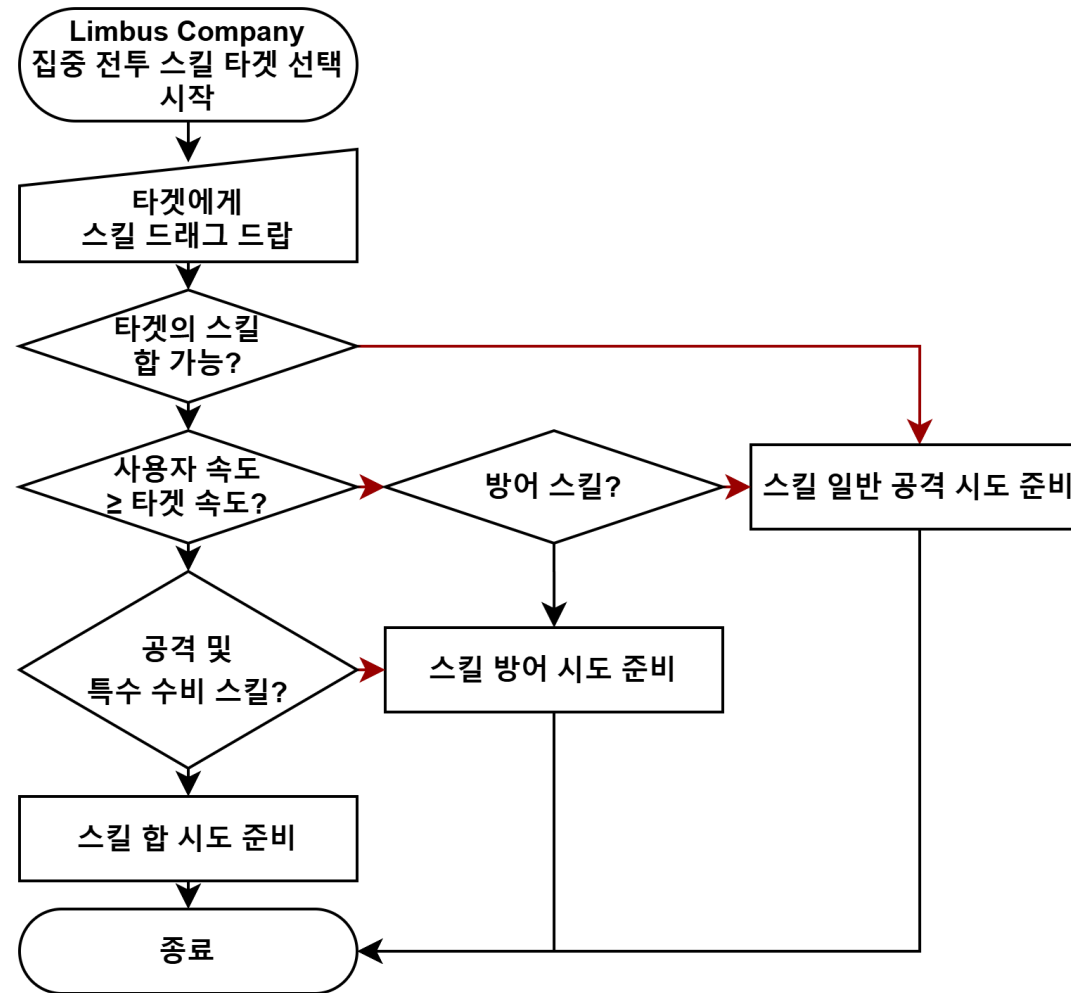 Limbus Company
집중 전투 스킬 타겟 선택
시작
타겟에게
스킬 드래그 드랍
타겟의 스킬
합 가능?
사용자 속도
≥ 타겟 속도?
방어 스킬?
스킬 일반 공격 시도 준비
공격 및
특수 수비 스킬?
스킬 방어 시도 준비
스킬 합 시도 준비
종료